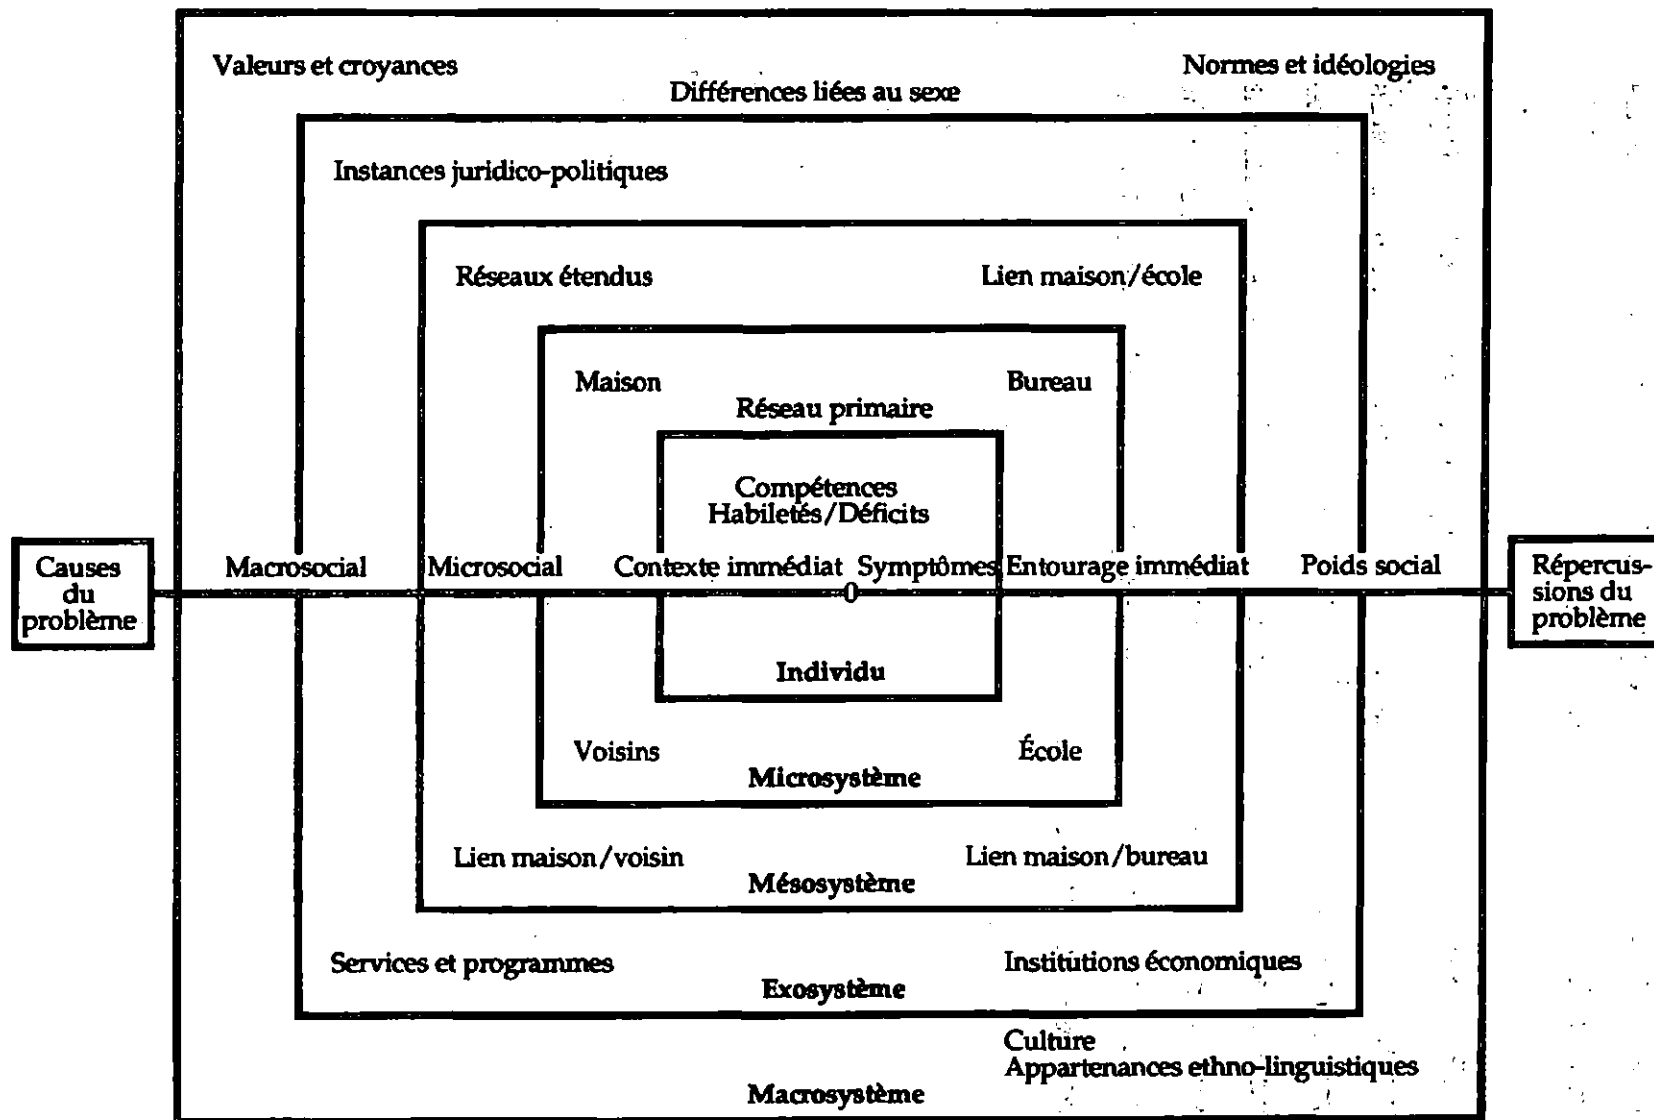 Valeurs et croyances
Normes et idéologies
Différences liées au sexe
Instances juridico-politiques
Réseaux étendus
Lien maison/école
Maison
Bureau
Réseau primaire
Compétences
Habiletés/Déficits
Causes
du
problème
Macrosocial
Microsocial
Contexte immédiat
Symptômes
Entourage immédiat
Poids social
Répercus-
sions du
problème
0
Individu
Voisins
École
Microsystème
Lien maison/voisin
Lien maison/bureau
Mésosystème
Services et programmes
Institutions économiques
Exosystème
Culture
Appartenances ethno-linguistiques
Macrosystème